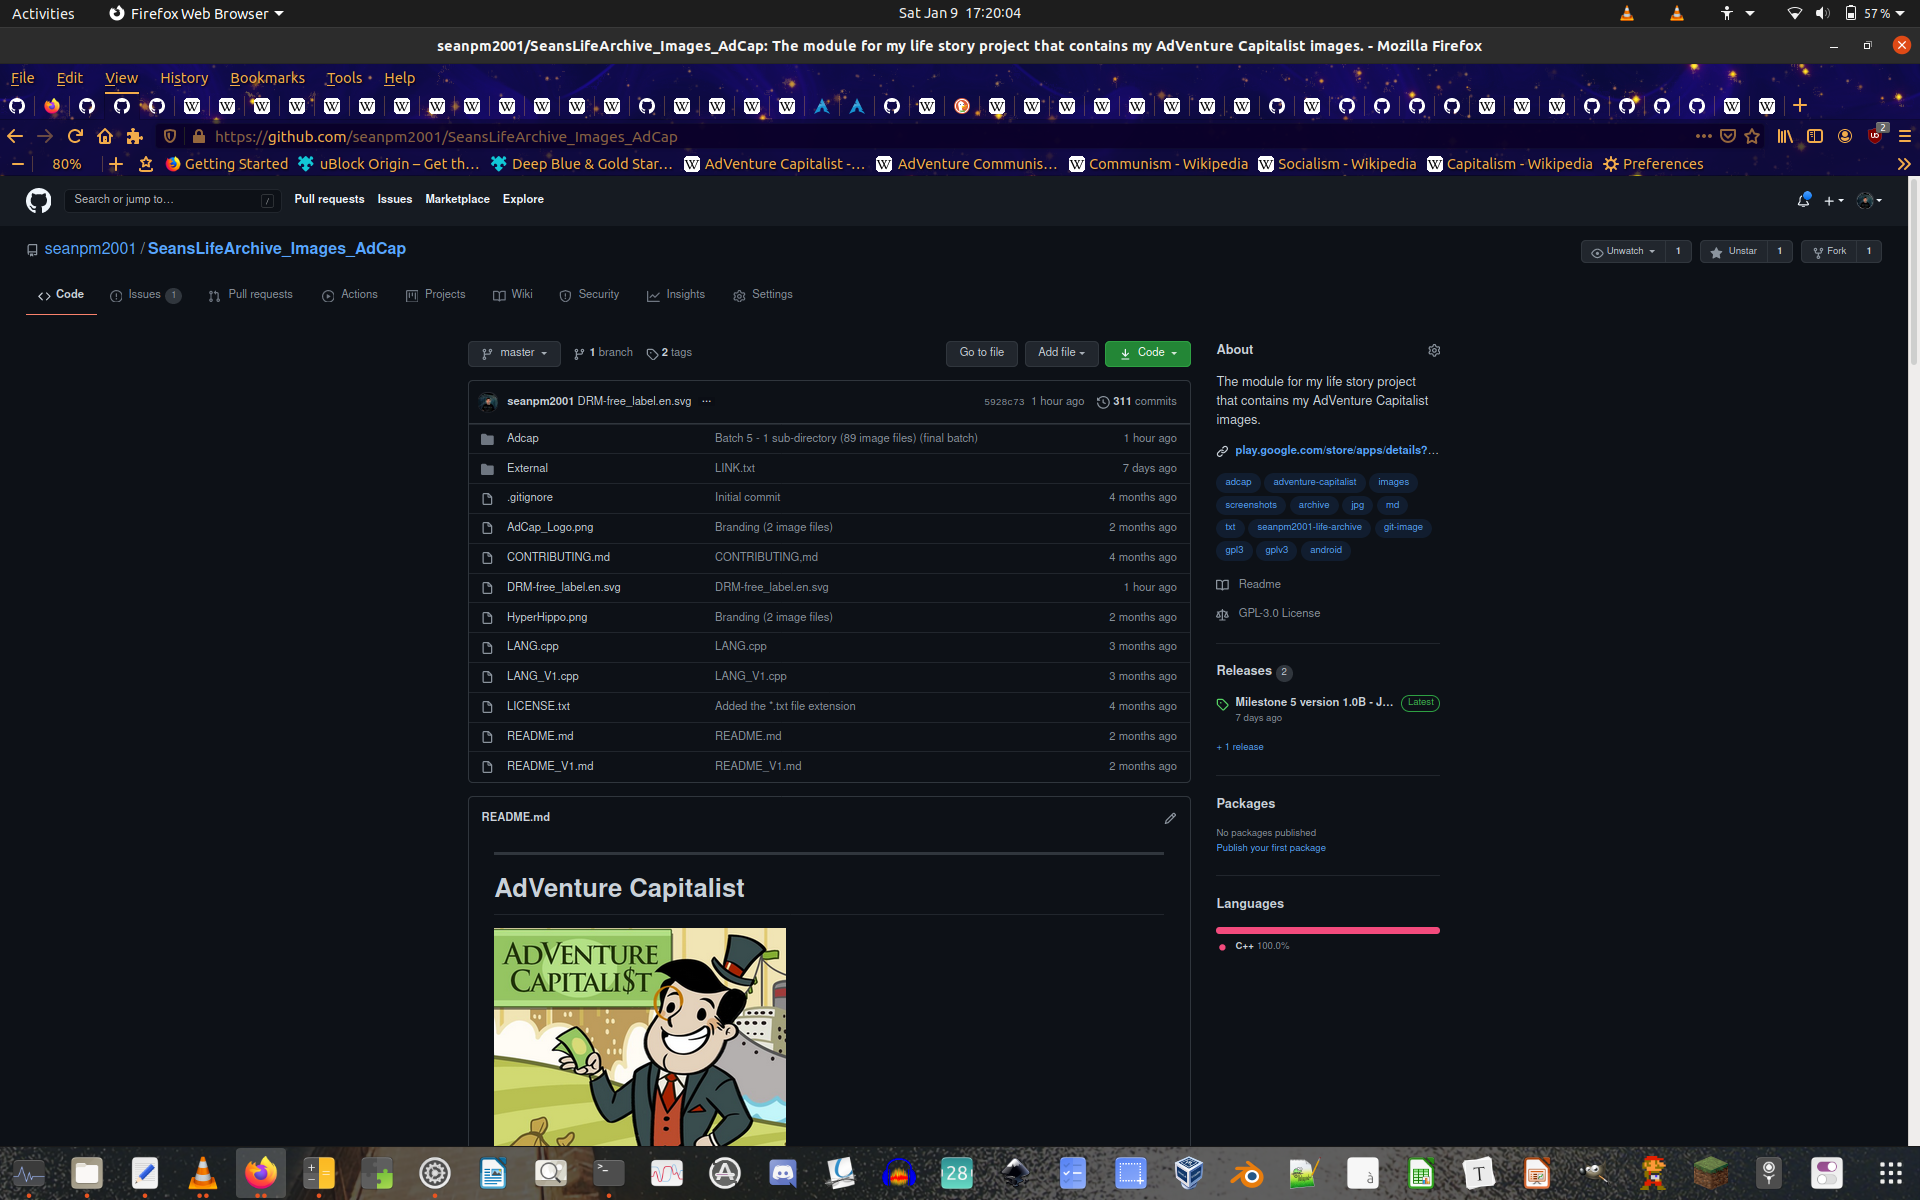 Activities Firefox Web Browser Sat Jan 9 17:20:04 57 %
seanpm2001/SeansLifeArchive_Images_AdCap: The module for my life story project that contains my AdVenture Capitalist images. - Mozilla Firefox
File Edit View History Bookmarks Tools Help
https://github.com/seanpm2001/SeansLifeArchive_Images_AdCap 2
80% Getting Started uBlock Origin – Get th… Deep Blue & Gold Star… AdVenture Capitalist -… AdVenture Communis… Communism - Wikipedia Socialism - Wikipedia Capitalism - Wikipedia Preferences
Search or jump to… / Pull requests Issues Marketplace Explore
seanpm2001 / SeansLifeArchive_Images_AdCap Unwatch 1 Unstar 1 Fork 1
Code Issues 1 Pull requests Actions Projects Wiki Security Insights Settings
master 1 branch 2 tags Go to file Add file Code
seanpm2001 DRM-free_label.en.svg ··· 5928c73 1 hour ago 311 commits
Adcap Batch 5 - 1 sub-directory (89 image files) (final batch) 1 hour ago
External LINK.txt 7 days ago
.gitignore Initial commit 4 months ago
AdCap_Logo.png Branding (2 image files) 2 months ago
CONTRIBUTING.md CONTRIBUTING,md 4 months ago
DRM-free_label.en.svg DRM-free_label.en.svg 1 hour ago
HyperHippo.png Branding (2 image files) 2 months ago
LANG.cpp LANG.cpp 3 months ago
LANG_V1.cpp LANG_V1.cpp 3 months ago
LICENSE.txt Added the *.txt file extension 4 months ago
README.md README.md 2 months ago
README_V1.md README_V1.md 2 months ago
README.md
AdVenture Capitalist
ADVENTURE
CAPITALI$T
About
The module for my life story project
that contains my AdVenture Capitalist
images.
play.google.com/store/apps/details?…
adcap adventure-capitalist images
screenshots archive jpg md
txt seanpm2001-life-archive git-image
gpl3 gplv3 android
Readme
GPL-3.0 License
Releases 2
Milestone 5 version 1.0B - J… Latest
7 days ago
+ 1 release
Packages
No packages published
Publish your first package
Languages
C++ 100.0%
28